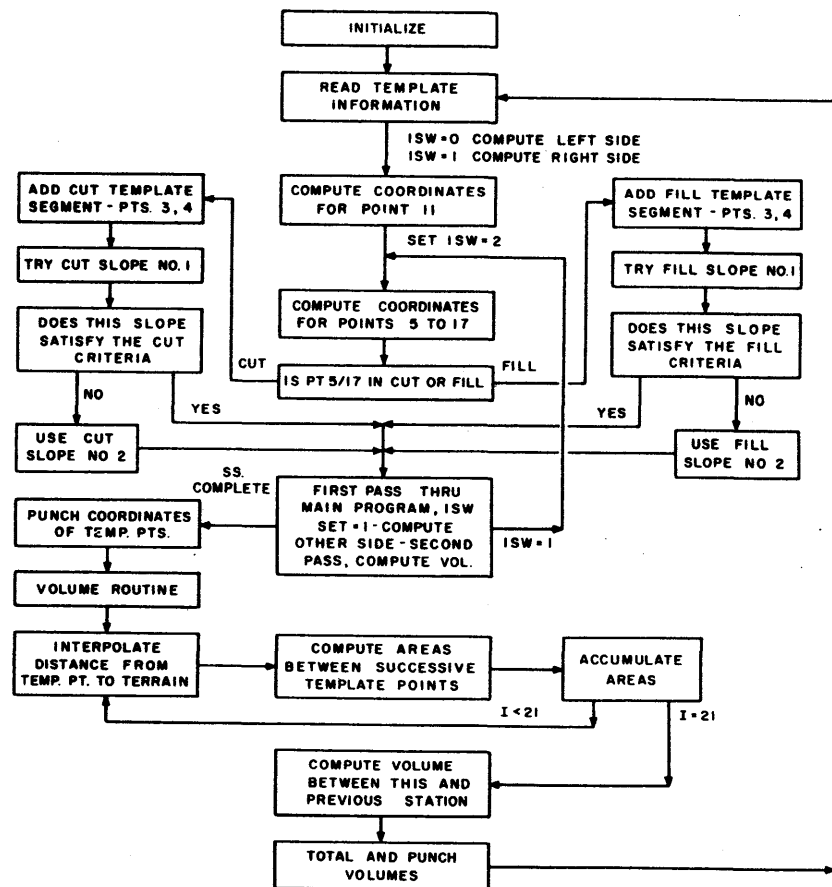 INITIALIZE
READ TEMPLATE
INFORMATION
ISW=0 COMPUTE LEFT SIDE
ISW=1 COMPUTE RIGHT SIDE
ADD CUT TEMPLATE
SEGMENT - PTS. 3, 4
COMPUTE COORDINATES
FOR POINT 11
ADD FILL TEMPLATE
SEGMENT - PTS. 3, 4
SET ISW=2
TRY CUT SLOPE NO. 1
TRY FILL SLOPE NO. 1
COMPUTE COORDINATES
FOR POINTS 5 TO 17
DOES THIS SLOPE
SATISFY THE CUT
CRITERIA
DOES THIS SLOPE
SATISFY THE FILL
CRITERIA
CUT
IS PT 5/17 IN CUT OR FILL
FILL
NO
YES
YES
NO
USE CUT
SLOPE NO 2
USE FILL
SLOPE NO 2
SS.
COMPLETE
FIRST PASS THRU
MAIN PROGRAM, ISW
SET = 1 - COMPUTE
OTHER SIDE - SECOND
PASS, COMPUTE VOL.
ISW=1
PUNCH COORDINATES
OF TEMP. PTS.
VOLUME ROUTINE
INTERPOLATE
DISTANCE FROM
TEMP. PT. TO TERRAIN
COMPUTE AREAS
BETWEEN SUCCESSIVE
TEMPLATE POINTS
ACCUMULATE
AREAS
I<21
I=21
COMPUTE VOLUME
BETWEEN THIS AND
PREVIOUS STATION
TOTAL AND PUNCH
VOLUMES